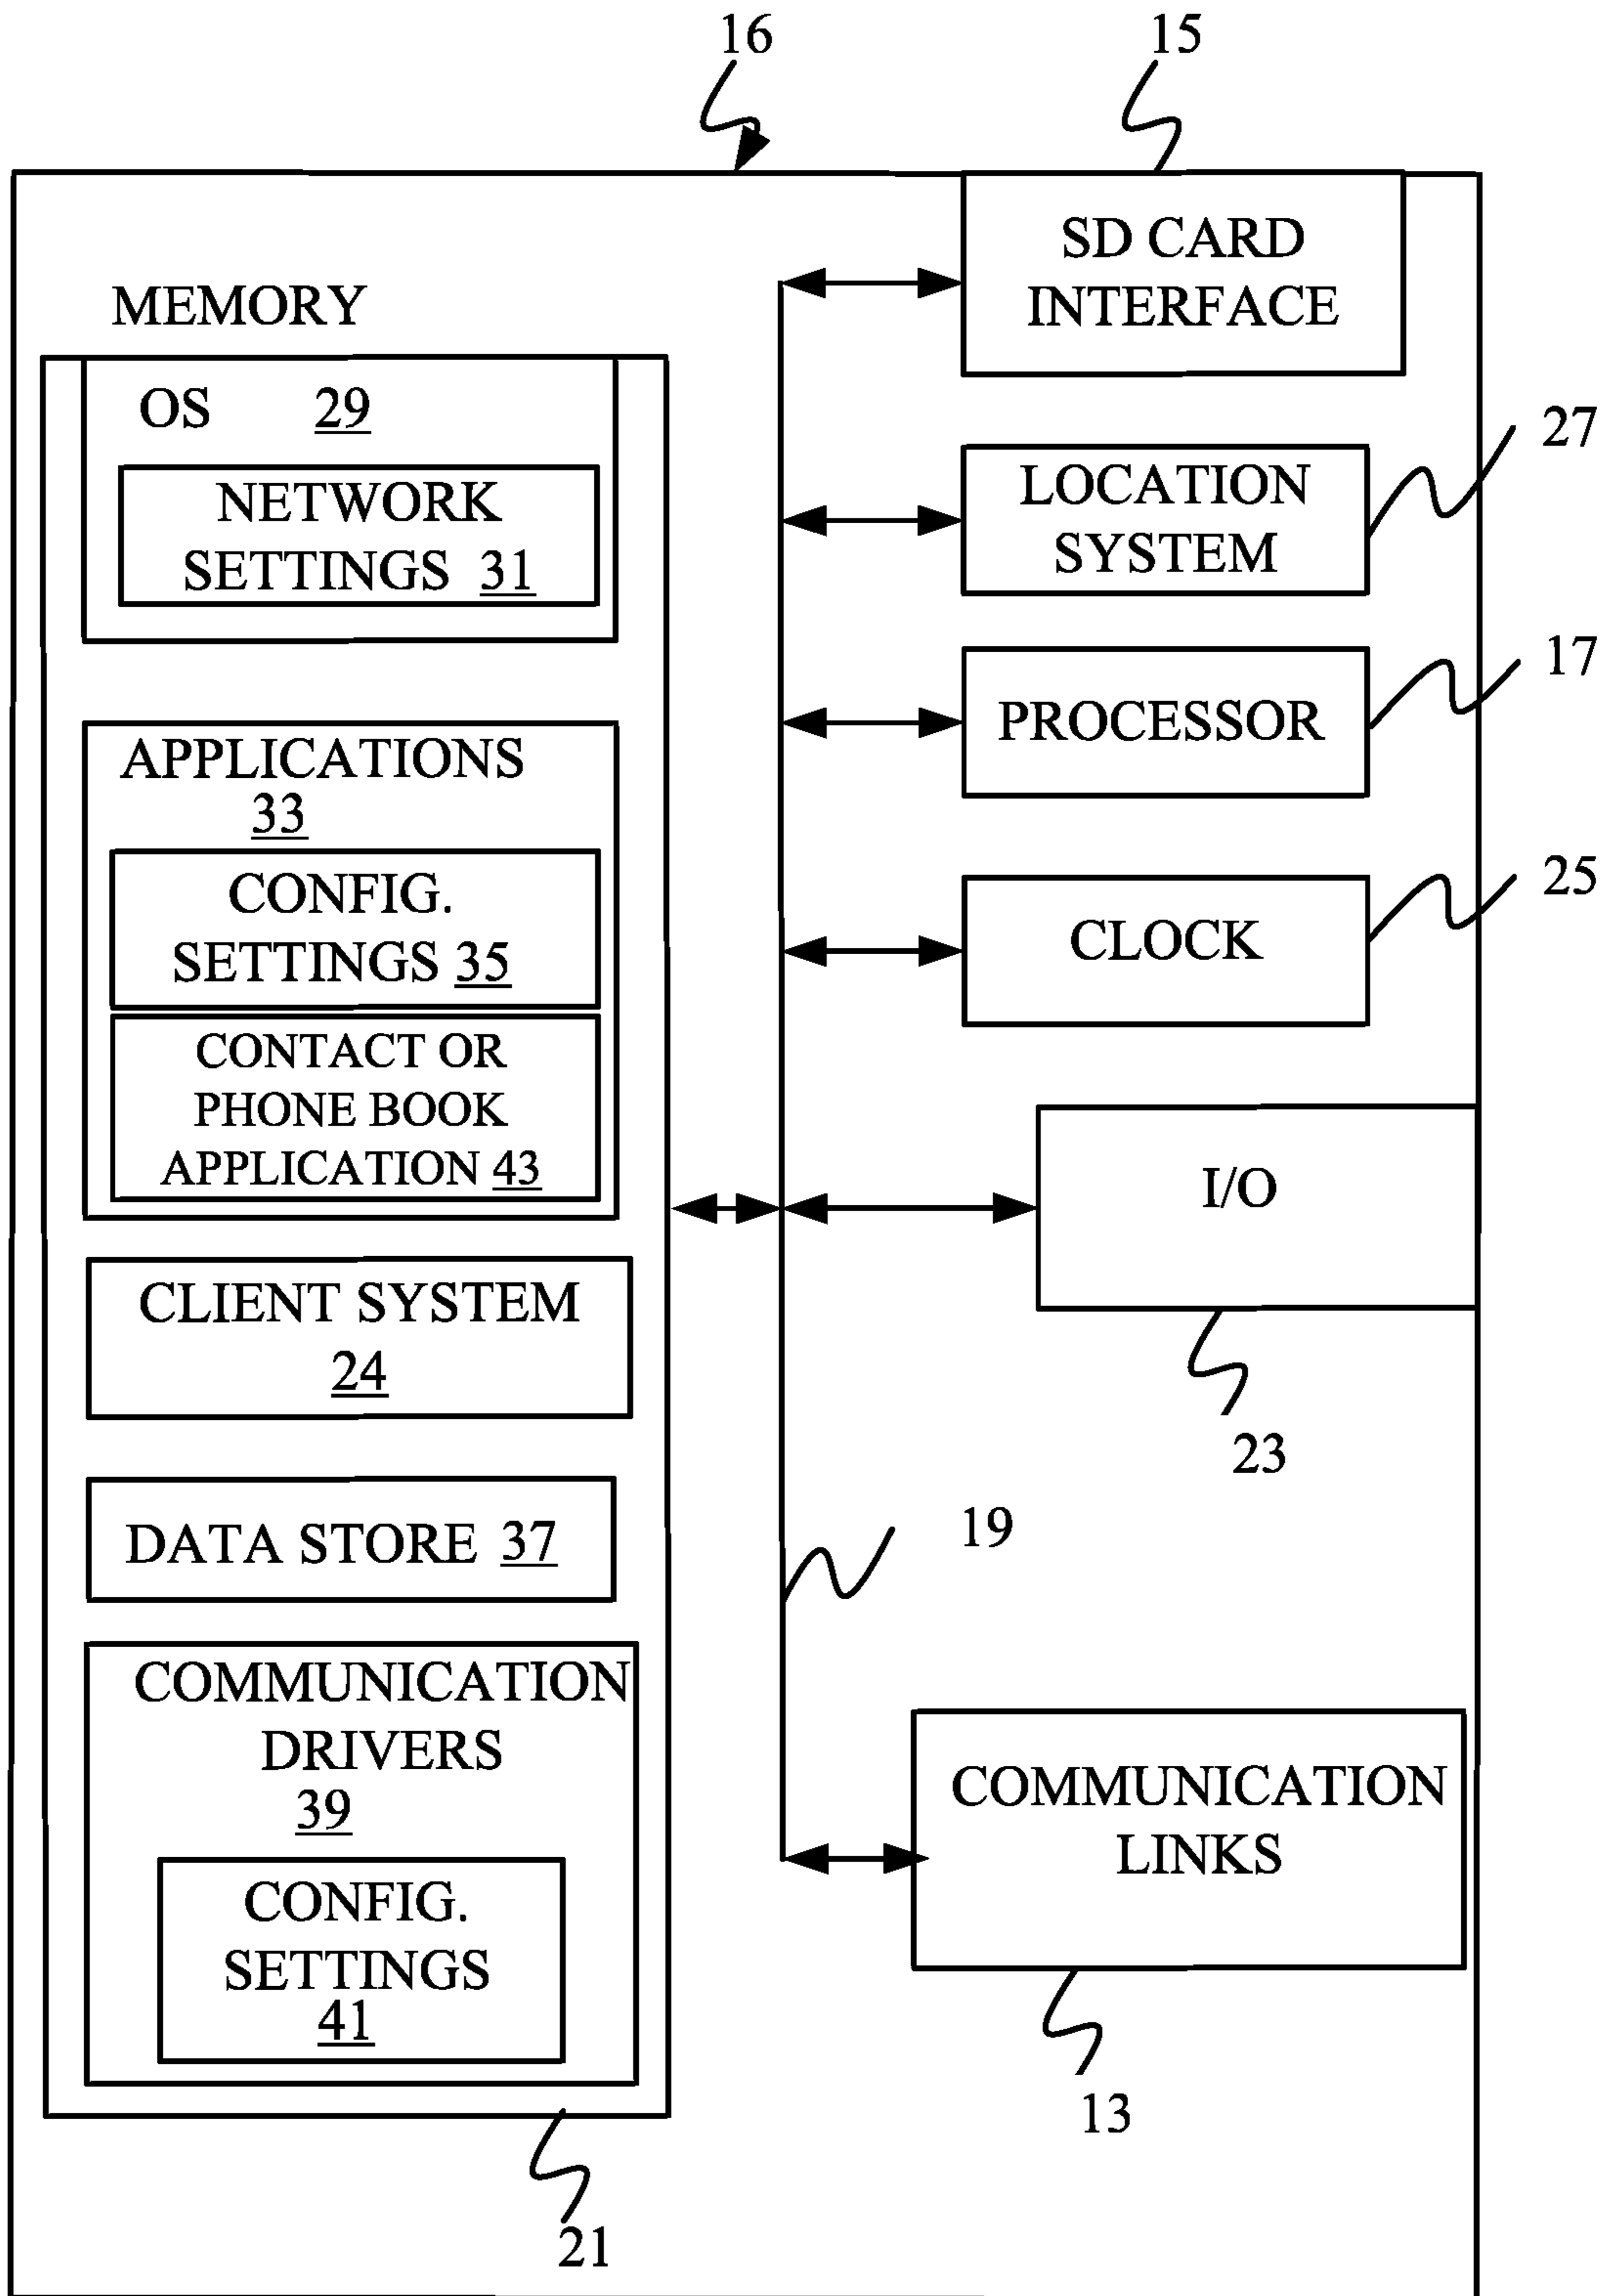 16
15
SD CARD
INTERFACE
MEMORY
OS 29
NETWORK
SETTINGS 31
27
LOCATION
SYSTEM
17
PROCESSOR
APPLICATIONS
33
CONFIG.
SETTINGS 35
25
CLOCK
CONTACT OR
PHONE BOOK
APPLICATION 43
I/O
23
CLIENT SYSTEM
24
DATA STORE 37
19
COMMUNICATION
DRIVERS
39
CONFIG.
SETTINGS
41
COMMUNICATION
LINKS
13
21